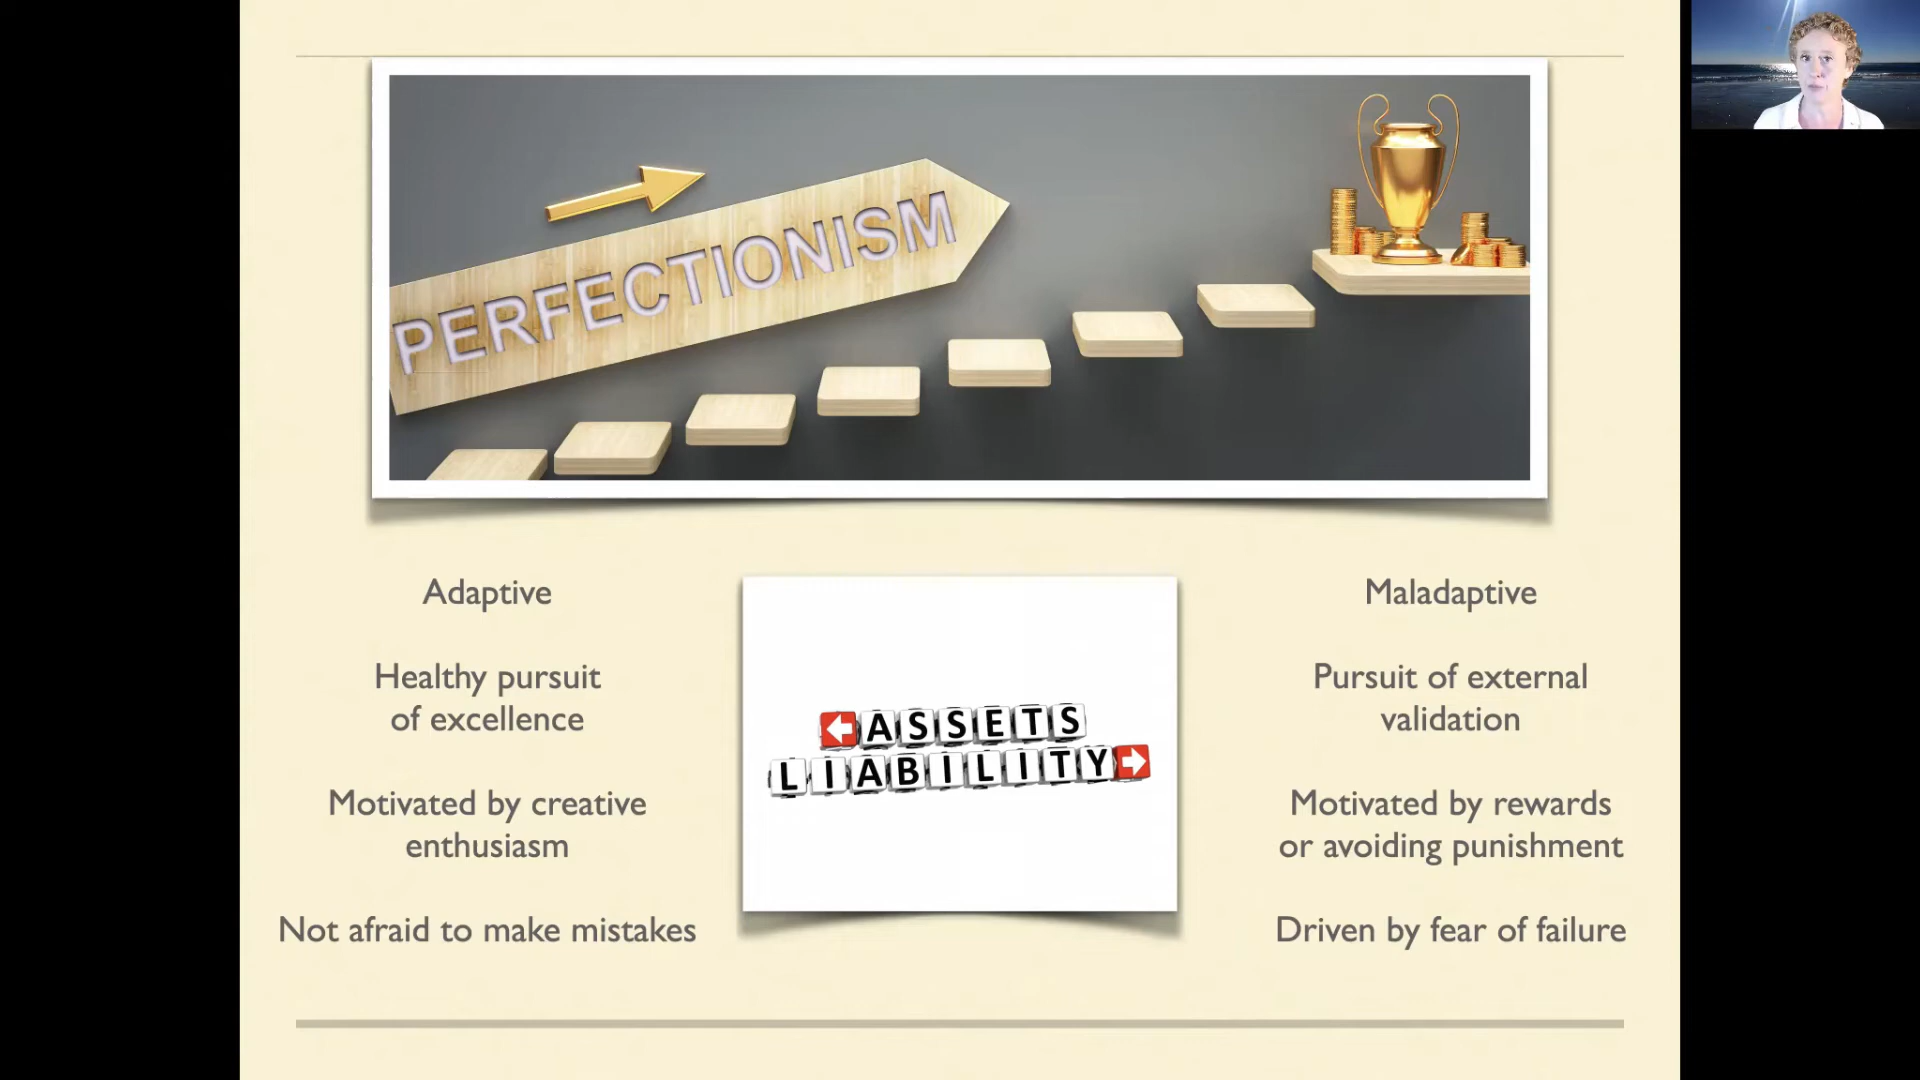 PERFECTIONISM
Adaptive
Healthy pursuit
of excellence
Motivated by creative
enthusiasm
Not afraid to make mistakes
ASSETS
LIABILITY
Maladaptive
Pursuit of external
validation
Motivated by rewards
or avoiding punishment
Driven by fear of failure